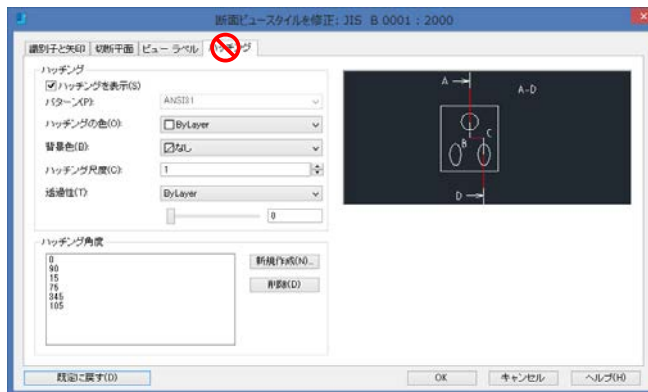 断面ビュースタイルを修正: JIS B 0001 : 2000
識別子と矢印 切断平面 ビュー ラベル ハッチング
ハッチング
ハッチングを表示(S)
パターン(P): ANSI31
ハッチングの色(O): ByLayer
背景色(B): なし
ハッチング尺度(C): 1
透過性(T): ByLayer
0
ハッチング角度
0
90
15
75
345
105
新規作成(N)...
削除(D)
A
A-D
C
B
D
既定に戻す(D)
OK キャンセル ヘルプ(H)